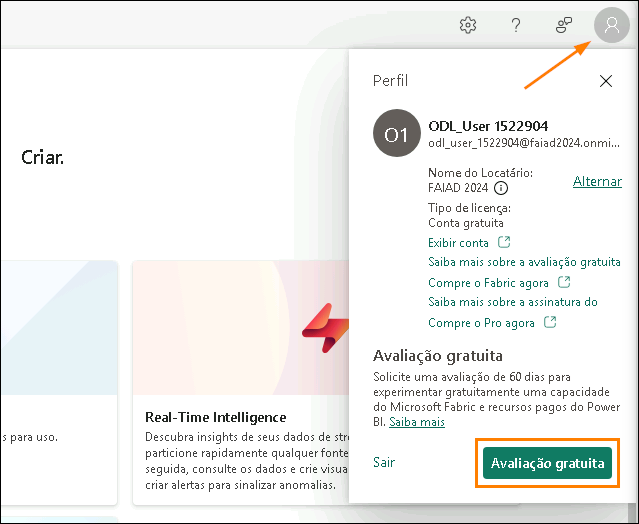 Criar.
s para uso.
Real-Time Intelligence
Descubra insights de seus dados de stre
particione rapidamente qualquer fonte
seguida, consulte os dados e crie visua
criar alertas para sinalizar anomalias.
Perfil
O1
ODL_User 1522904
odl_user_1522904@faiad2024.onmi...
Nome do Locatário:
FAIAD 2024
Alternar
Tipo de licença:
Conta gratuita
Exibir conta
Saiba mais sobre a avaliação gratuita
Compre o Fabric agora
Saiba mais sobre a assinatura do
Compre o Pro agora
Avaliação gratuita
Solicite uma avaliação de 60 dias para
experimentar gratuitamente uma capacidade
do Microsoft Fabric e recursos pagos do Power
BI. Saiba mais
Sair
Avaliação gratuita